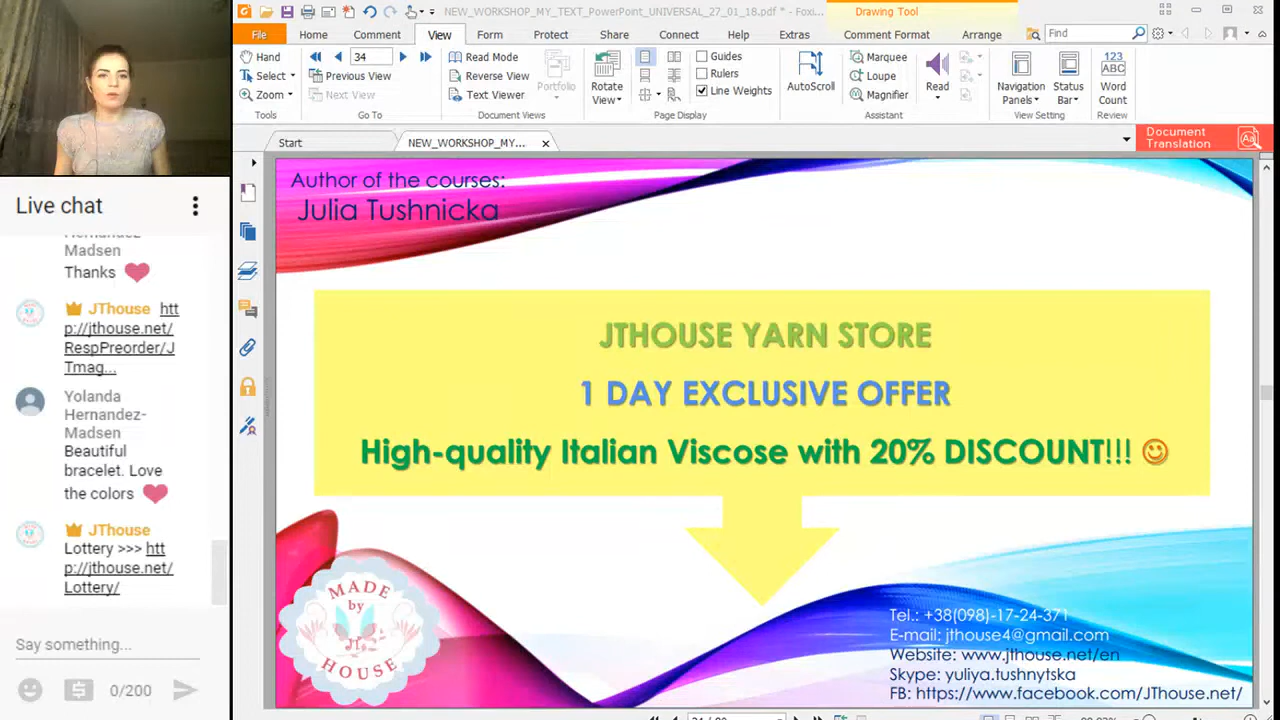 NEW_WORKSHOP_MY_TEXT_PowerPoint_UNIVERSAL_27_01_18.pdf * - Foxi...
Drawing Tool
File
Home
Comment
View
Form
Protect
Share
Connect
Help
Extras
Comment Format
Arrange
Find
Hand
34
Read Mode
Guides
Marquee
Select
Previous View
Reverse View
Rulers
Loupe
Zoom
Next View
Text Viewer
Line Weights
Magnifier
Portfolio
Rotate
View
AutoScroll
Read
Navigation
Panels
Status
Bar
123
ABC
Word
Count
Tools
Go To
Document Views
Page Display
Assistant
View Setting
Review
Start
NEW_WORKSHOP_MY...
Document
Translation
Live chat
Hernandez-
Madsen
Thanks
JThouse htt
p://jthouse.net/
RespPreorder/J
Tmag...
Yolanda
Hernandez-
Madsen
Beautiful
bracelet. Love
the colors
JThouse
Lottery >>> htt
p://jthouse.net/
Lottery/
Say something...
0/200
Author of the courses:
Julia Tushnicka
JTHOUSE YARN STORE
1 DAY EXCLUSIVE OFFER
High-quality Italian Viscose with 20% DISCOUNT!!!
MADE
by
JT
HOUSE
Tel.: +38(098)-17-24-371
E-mail: jthouse4@gmail.com
Website: www.jthouse.net/en
Skype: yuliya.tushnytska
FB: https://www.facebook.com/JThouse.net/